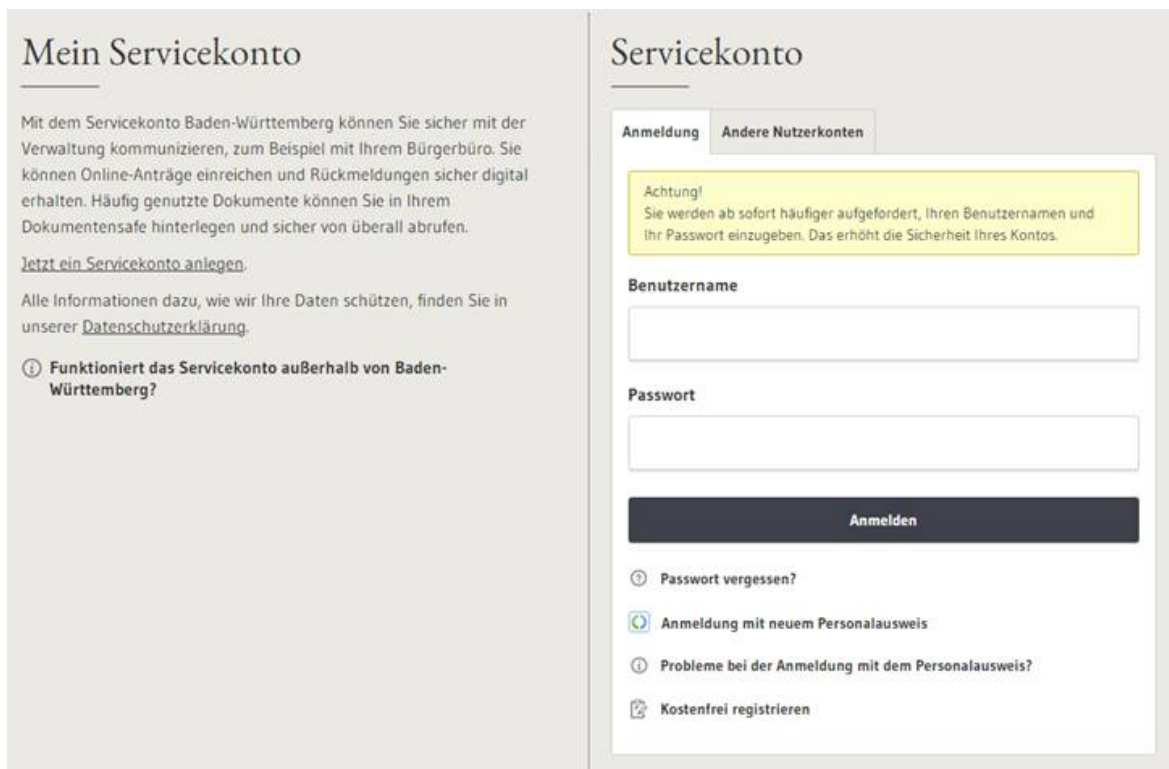 Mein Servicekonto
Mit dem Servicekonto Baden-Württemberg können Sie sicher mit der
Verwaltung kommunizieren, zum Beispiel mit Ihrem Bürgerbüro. Sie
können Online-Anträge einreichen und Rückmeldungen sicher digital
erhalten. Häufig genutzte Dokumente können Sie in Ihrem
Dokumentensafe hinterlegen und sicher von überall abrufen.
Jetzt ein Servicekonto anlegen.
Alle Informationen dazu, wie wir Ihre Daten schützen, finden Sie in
unserer Datenschutzerklärung.
Funktioniert das Servicekonto außerhalb von Baden-
Württemberg?
Servicekonto
Anmeldung Andere Nutzerkonten
Achtung!
Sie werden ab sofort häufiger aufgefordert, Ihren Benutzernamen und
Ihr Passwort einzugeben. Das erhöht die Sicherheit Ihres Kontos.
Benutzername
Passwort
Anmelden
Passwort vergessen?
Anmeldung mit neuem Personalausweis
Probleme bei der Anmeldung mit dem Personalausweis?
Kostenfrei registrieren